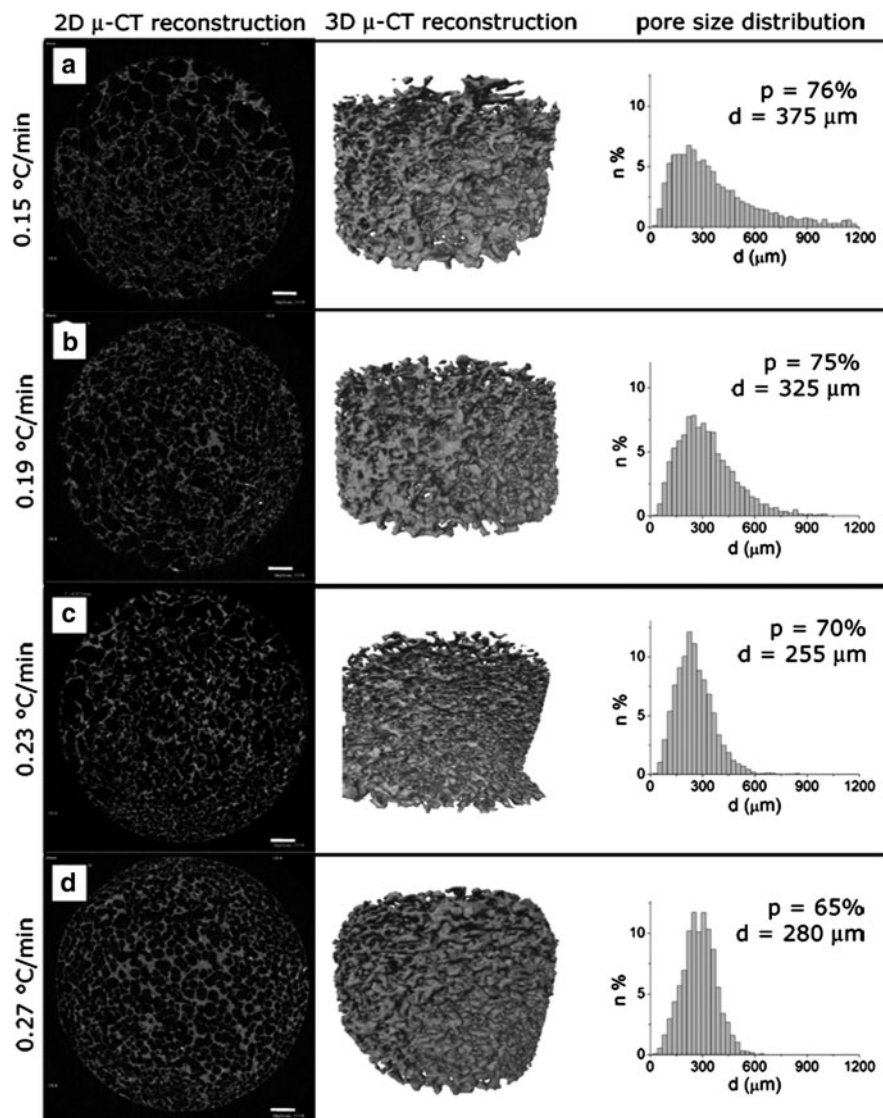 2D μ-CT reconstruction 3D μ-CT reconstruction pore size distribution
a
0.15 °C/min
p = 76%
d = 375 μm
n %
10
5
0
0 300 600 900 1200
d (μm)
b
0.19 °C/min
p = 75%
d = 325 μm
n %
10
5
0
0 300 600 900 1200
d (μm)
c
0.23 °C/min
p = 70%
d = 255 μm
n %
10
5
0
0 300 600 900 1200
d (μm)
d
0.27 °C/min
p = 65%
d = 280 μm
n %
10
5
0
0 300 600 900 1200
d (μm)